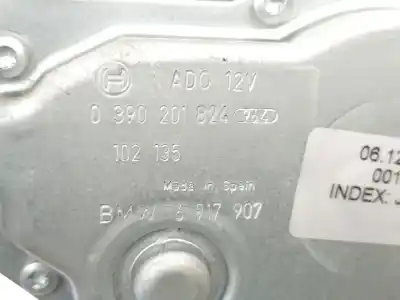 ADO 12V
0 390 201 824
102 135
Made in Spain
BMW 6 917 907
06.12
001
INDEX: J